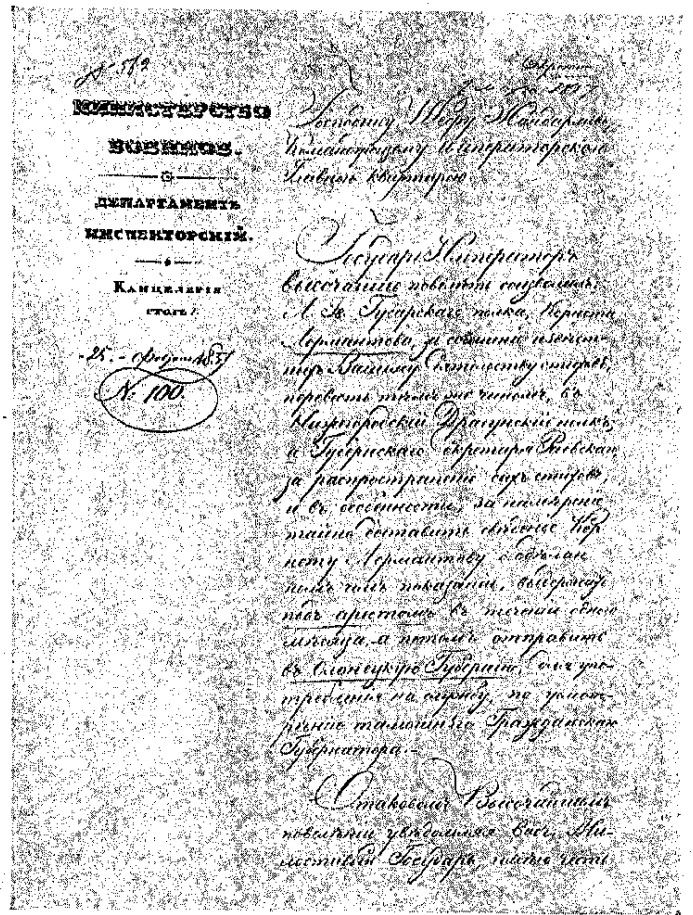 № 583
МИНИСТЕРСТВО
ВОЕННОЕ.
ДЕПАРТАМЕНТЪ
ИНСПЕКТОРСКІЙ.
КАНЦЕЛЯРІЯ
столъ 1
- 25. - Февраля 1837
№ 100.
Секретно
Господину Шефу Жандармовъ,
Командующему Императорскою
Главною квартирою.
Государь Императоръ
Высочайше повелѣть соизволилъ:
Л. Гв. Гусарскаго полка, Корнета
Лермантова, за сочиненіе извѣст-
ныхъ Вашему Сіятельству стиховъ,
перевесть тѣмъ же чиномъ, въ
Нижегородскій Драгунскій полкъ;
а Губернскаго Секретаря Раевскаго
за распространеніе сихъ стиховъ,
и въ особенности, за намѣреніе
тайно доставить свѣдѣніе Кор-
нету Лермантову о сдѣлан-
номъ имъ показаніи, выдержать
подъ арестомъ въ теченіи одного
мѣсяца, а потомъ отправить
въ Олонецкую Губернію, для упо-
требленія на службу, по усмот-
рѣнію тамошняго Гражданскаго
Губернатора.-
О таковомъ Высочайшемъ
повелѣніи увѣдомляя Васъ, Ми-
лостивый Государь, имѣю честь